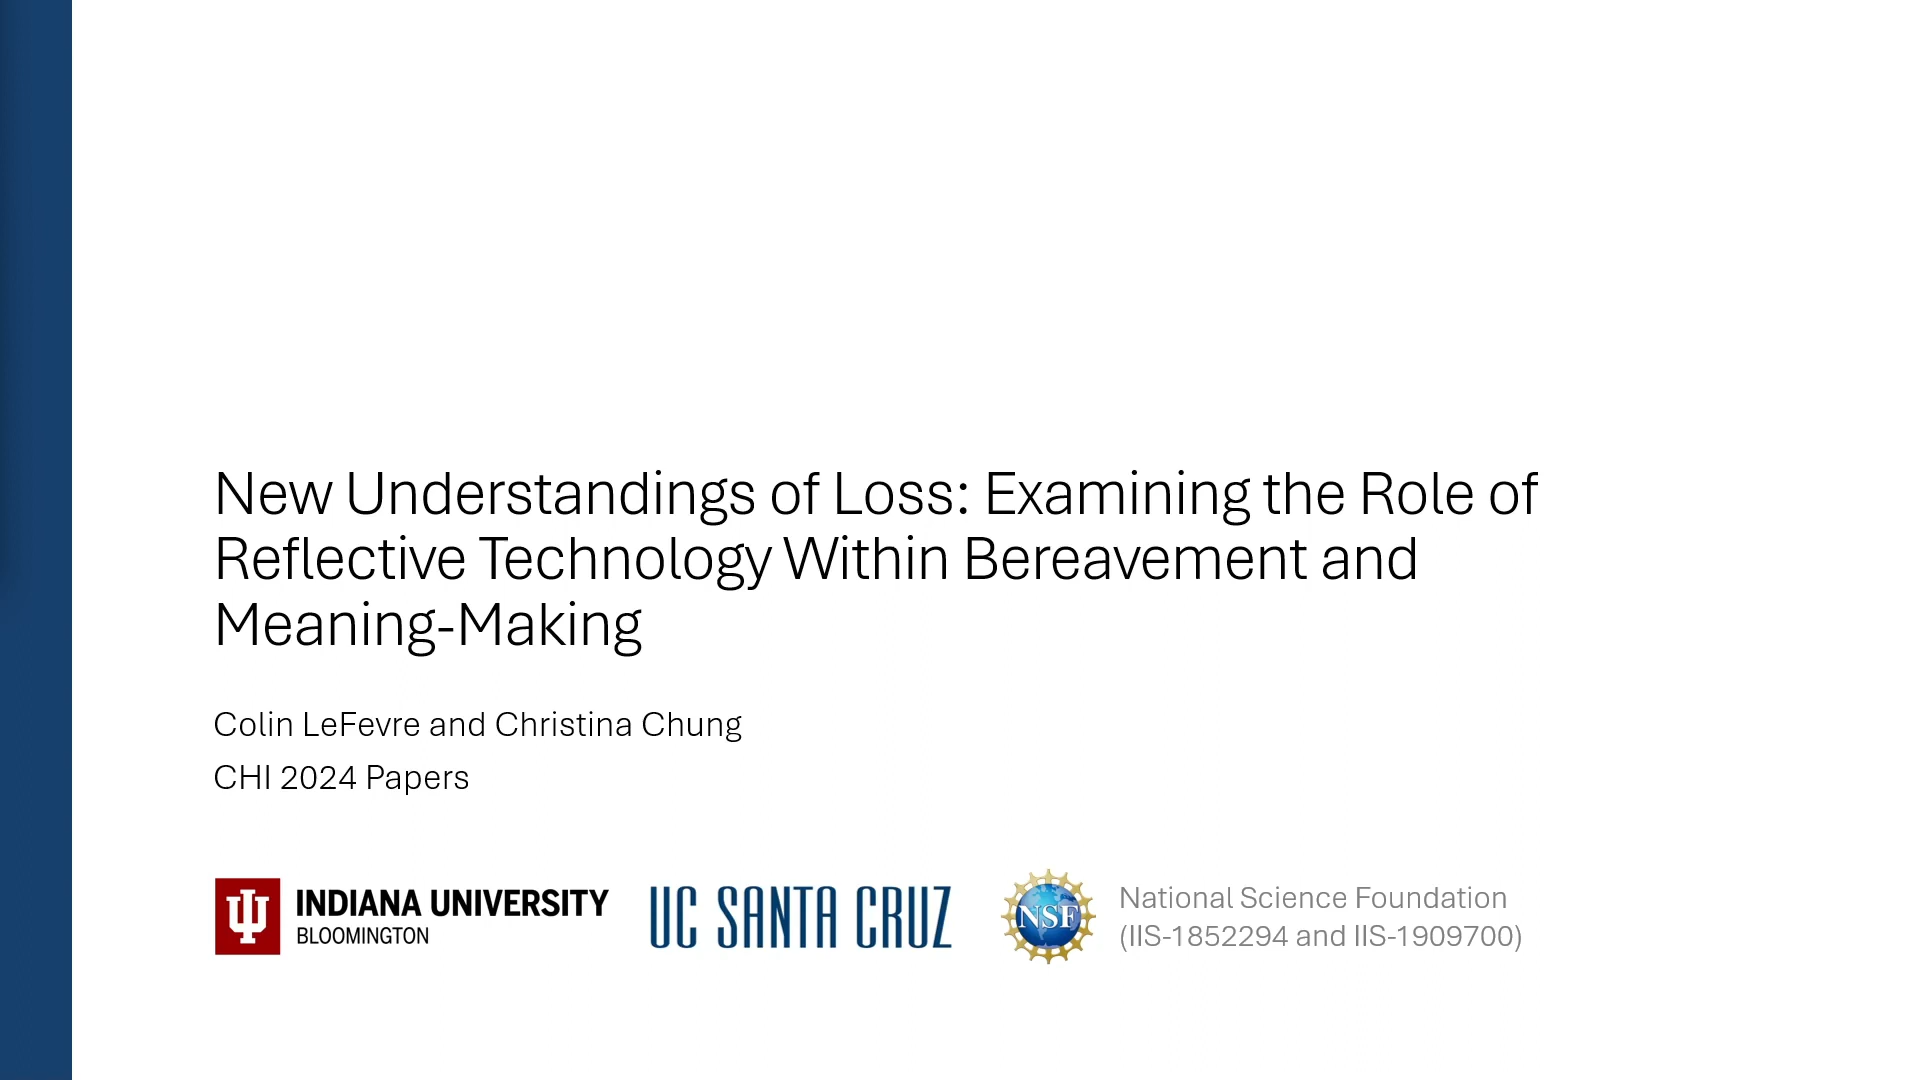 New Understandings of Loss: Examining the Role of
Reflective Technology Within Bereavement and
Meaning-Making
Colin LeFevre and Christina Chung
CHI 2024 Papers
INDIANA UNIVERSITY
BLOOMINGTON
UC SANTA CRUZ
NSF
National Science Foundation
(IIS-1852294 and IIS-1909700)